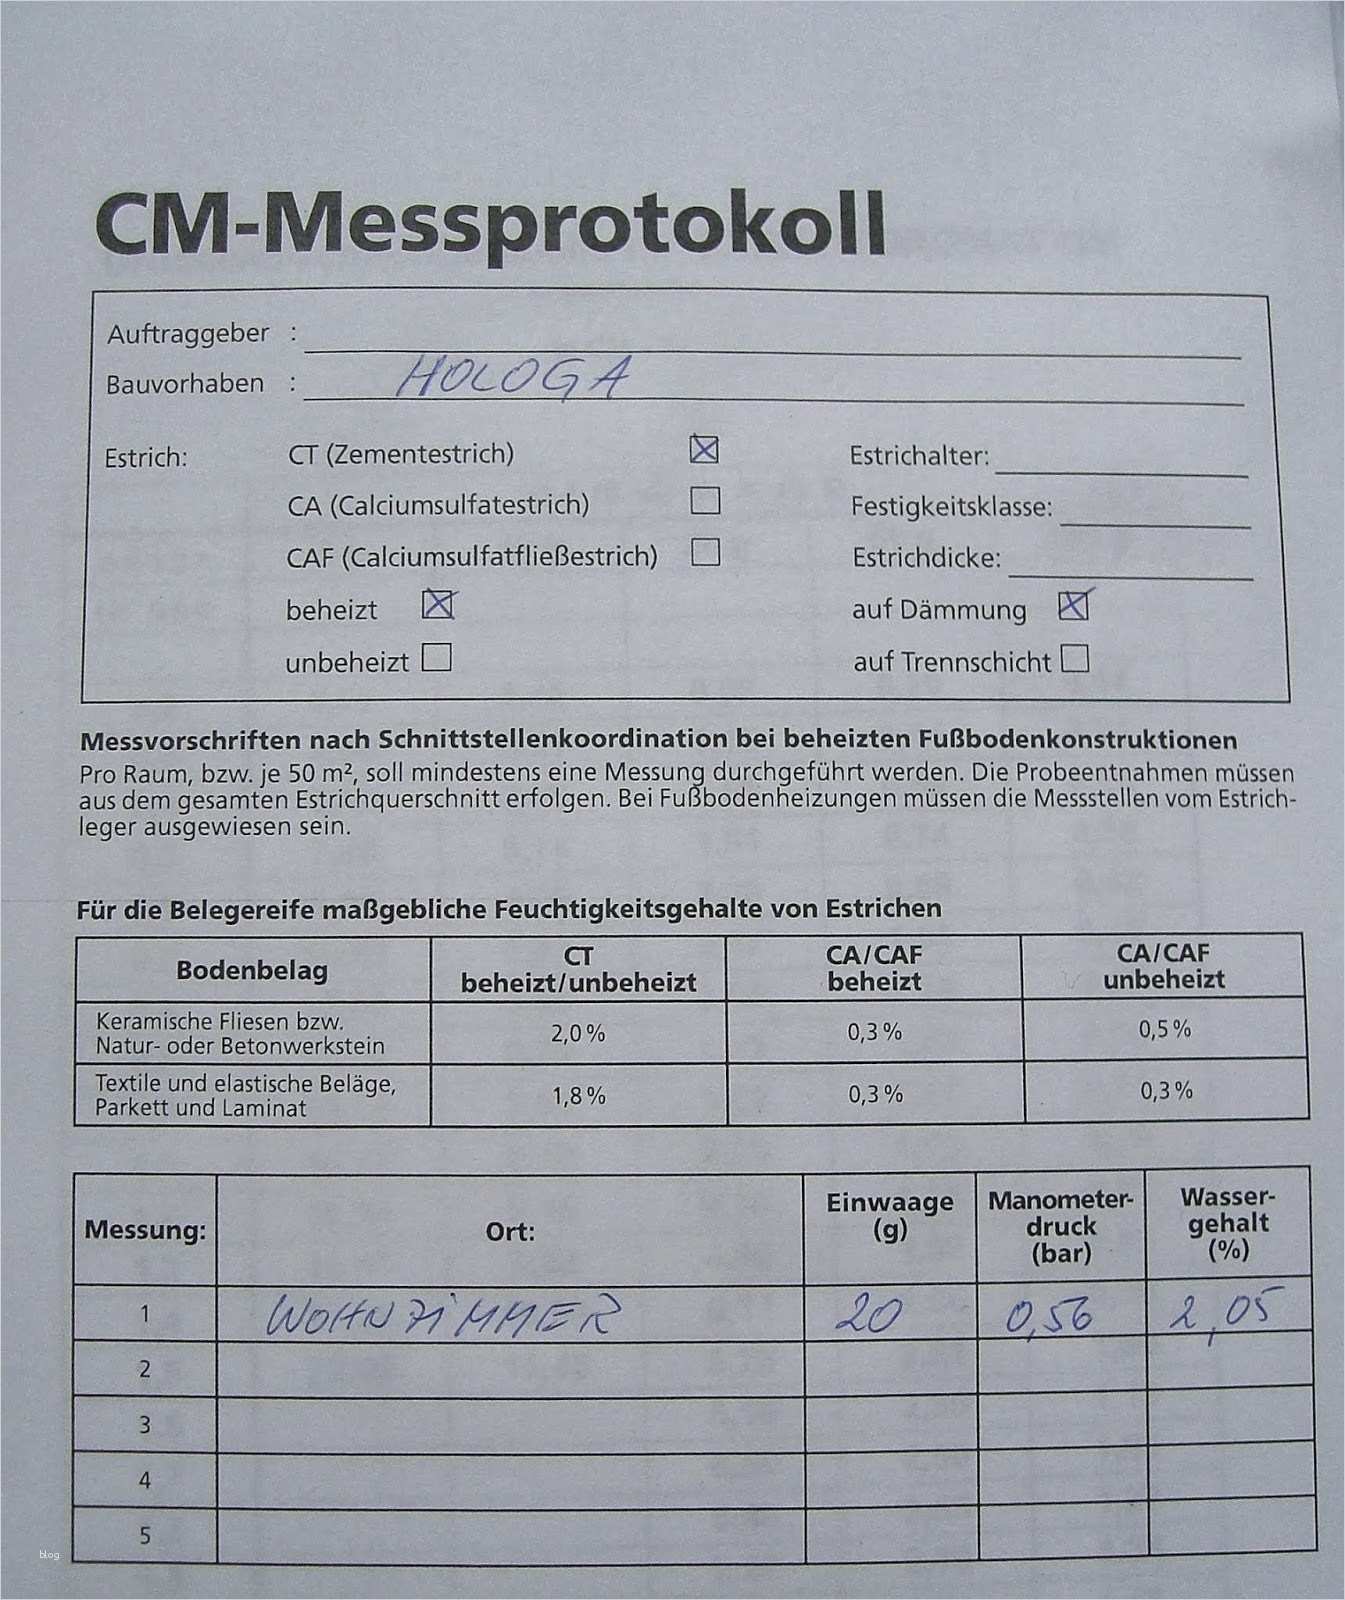 CM-Messprotokoll
Auftraggeber :
Bauvorhaben : HOLOGA
Estrich: CT (Zementestrich) Estrichalter:
CA (Calciumsulfatestrich) Festigkeitsklasse:
CAF (Calciumsulfatfließestrich) Estrichdicke:
beheizt auf Dämmung
unbeheizt auf Trennschicht
Messvorschriften nach Schnittstellenkoordination bei beheizten Fußbodenkonstruktionen
Pro Raum, bzw. je 50 m², soll mindestens eine Messung durchgeführt werden. Die Probeentnahmen müssen
aus dem gesamten Estrichquerschnitt erfolgen. Bei Fußbodenheizungen müssen die Messstellen vom Estrich-
leger ausgewiesen sein.
Für die Belegereife maßgebliche Feuchtigkeitsgehalte von Estrichen
Bodenbelag
CT
beheizt/unbeheizt
CA/CAF
beheizt
CA/CAF
unbeheizt
Keramische Fliesen bzw.
Natur- oder Betonwerkstein
2,0 % 0,3 % 0,5 %
Textile und elastische Beläge,
Parkett und Laminat
1,8 % 0,3 % 0,3 %
Messung:
Ort:
Einwaage
(g)
Manometer-
druck
(bar)
Wasser-
gehalt
(%)
1 WOHNZIMMER 20 0,56 2,05
2
3
4
5
blog